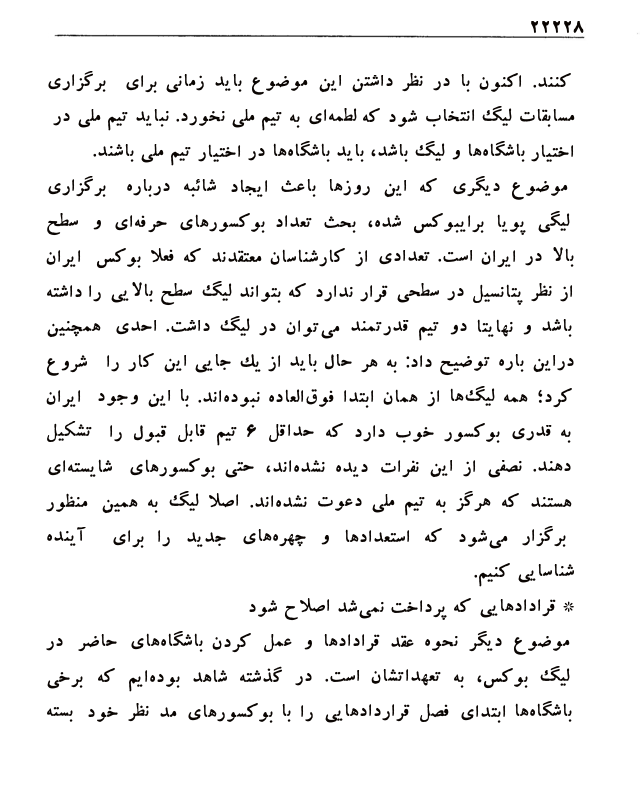 ۲۲۲۲۸
کنند. اکنون با در نظر داشتن این موضوع باید زمانی برای برگزاری
مسابقات لیگ انتخاب شود که لطمه‌ای به تیم ملی نخورد. نباید تیم ملی در
اختیار باشگاه‌ها و لیگ باشد، باید باشگاه‌ها در اختیار تیم ملی باشند.
موضوع دیگری که این روزها باعث ایجاد شائبه درباره برگزاری
لیگی پویا برایبوکس شده، بحث تعداد بوکسورهای حرفه‌ای و سطح
بالا در ایران است. تعدادی از کارشناسان معتقدند که فعلا بوکس ایران
از نظر پتانسیل در سطحی قرار ندارد که بتواند لیگ سطح بالایی را داشته
باشد و نهایتا دو تیم قدرتمند می‌توان در لیگ داشت. احدی همچنین
دراین باره توضیح داد: به هر حال باید از یك جایی این کار را شروع
کرد؛ همه لیگ‌ها از همان ابتدا فوق‌العاده نبوده‌اند. با این وجود ایران
به قدری بوکسور خوب دارد که حداقل ۶ تیم قابل قبول را تشکیل
دهند. نصفی از این نفرات دیده نشده‌اند، حتی بوکسورهای شایسته‌ای
هستند که هرگز به تیم ملی دعوت نشده‌اند. اصلا لیگ به همین منظور
برگزار می‌شود که استعدادها و چهره‌های جدید را برای آینده
شناسایی کنیم.
* قرادادهایی که پرداخت نمی‌شد اصلاح شود
موضوع دیگر نحوه عقد قرادادها و عمل کردن باشگاه‌های حاضر در
لیگ بوکس، به تعهداتشان است. در گذشته شاهد بوده‌ایم که برخی
باشگاه‌ها ابتدای فصل قراردادهایی را با بوکسورهای مد نظر خود بسته